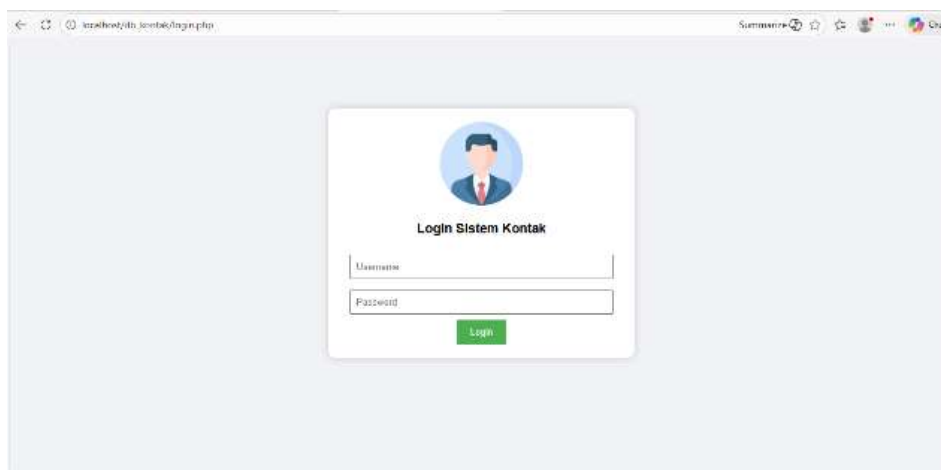 localhost/db_kontak/login.php
Summarize
Login Sistem Kontak
Username
Password
Login